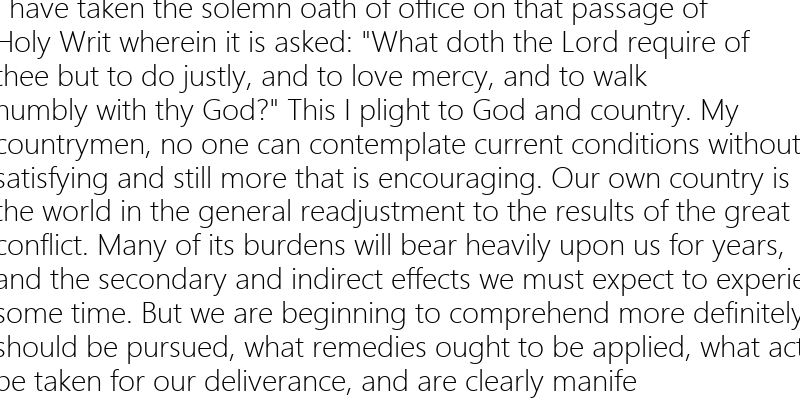 I have taken the solemn oath of office on that passage of
Holy Writ wherein it is asked: "What doth the Lord require of
thee but to do justly, and to love mercy, and to walk
humbly with thy God?" This I plight to God and country. My
countrymen, no one can contemplate current conditions without
satisfying and still more that is encouraging. Our own country is
the world in the general readjustment to the results of the great
conflict. Many of its burdens will bear heavily upon us for years,
and the secondary and indirect effects we must expect to experie
some time. But we are beginning to comprehend more definitely
should be pursued, what remedies ought to be applied, what act
be taken for our deliverance, and are clearly manife